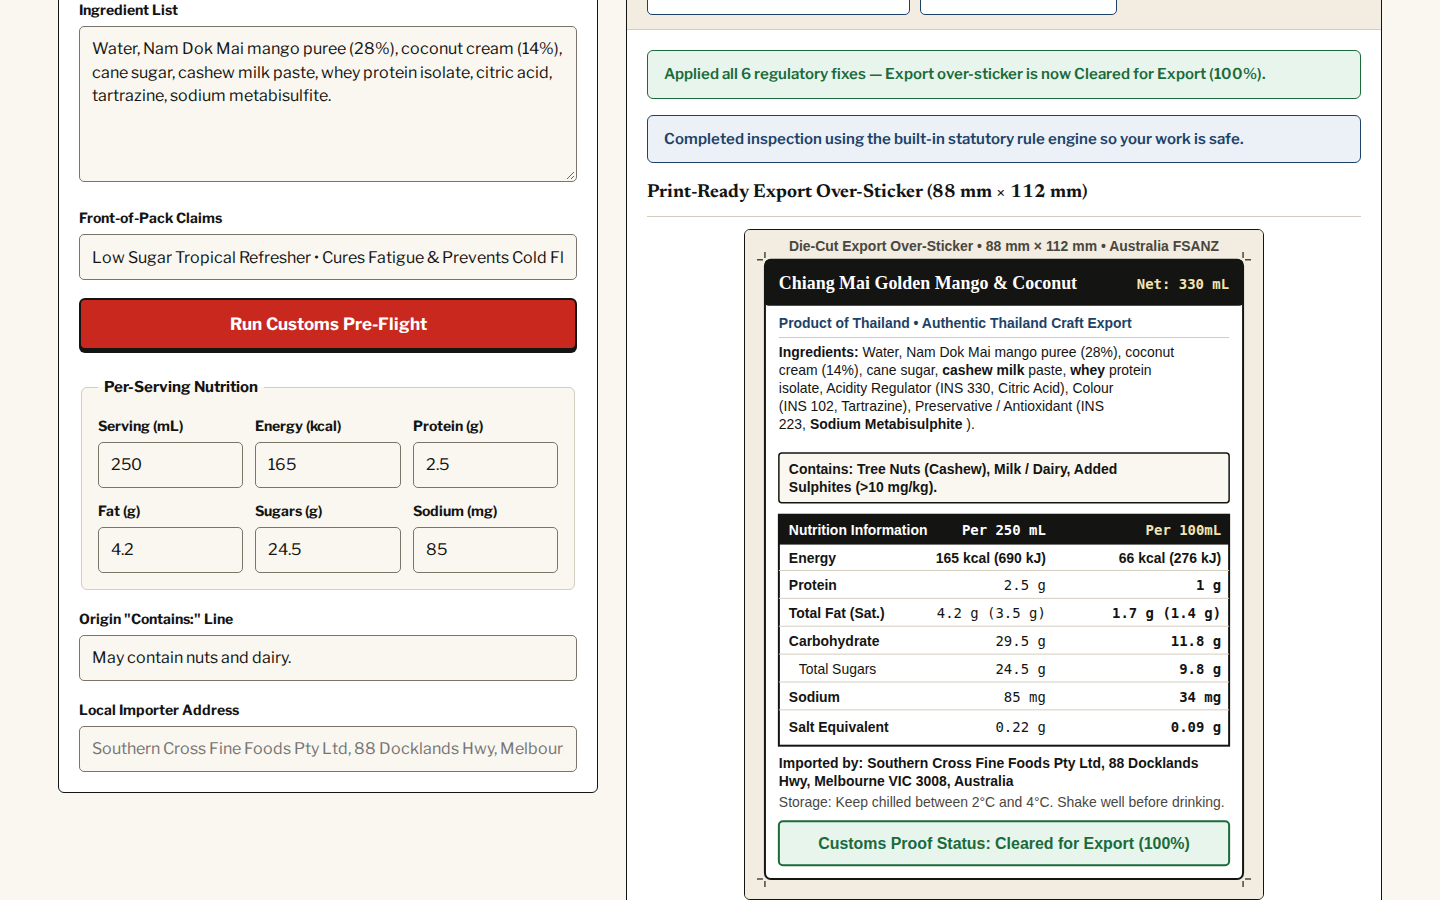 Ingredient List
Water, Nam Dok Mai mango puree (28%), coconut cream (14%),
cane sugar, cashew milk paste, whey protein isolate, citric acid,
tartrazine, sodium metabisulfite.
Front-of-Pack Claims
Low Sugar Tropical Refresher • Cures Fatigue & Prevents Cold Fl
Run Customs Pre-Flight
Per-Serving Nutrition
Serving (mL) Energy (kcal) Protein (g)
250 165 2.5
Fat (g) Sugars (g) Sodium (mg)
4.2 24.5 85
Origin "Contains:" Line
May contain nuts and dairy.
Local Importer Address
Southern Cross Fine Foods Pty Ltd, 88 Docklands Hwy, Melbour
Applied all 6 regulatory fixes — Export over-sticker is now Cleared for Export (100%).
Completed inspection using the built-in statutory rule engine so your work is safe.
Print-Ready Export Over-Sticker (88 mm × 112 mm)
Die-Cut Export Over-Sticker • 88 mm × 112 mm • Australia FSANZ
Chiang Mai Golden Mango & Coconut Net: 330 mL
Product of Thailand • Authentic Thailand Craft Export
Ingredients: Water, Nam Dok Mai mango puree (28%), coconut
cream (14%), cane sugar, cashew milk paste, whey protein
isolate, Acidity Regulator (INS 330, Citric Acid), Colour
(INS 102, Tartrazine), Preservative / Antioxidant (INS
223, Sodium Metabisulphite ).
Contains: Tree Nuts (Cashew), Milk / Dairy, Added
Sulphites (>10 mg/kg).
Nutrition Information Per 250 mL Per 100mL
Energy 165 kcal (690 kJ) 66 kcal (276 kJ)
Protein 2.5 g 1 g
Total Fat (Sat.) 4.2 g (3.5 g) 1.7 g (1.4 g)
Carbohydrate 29.5 g 11.8 g
Total Sugars 24.5 g 9.8 g
Sodium 85 mg 34 mg
Salt Equivalent 0.22 g 0.09 g
Imported by: Southern Cross Fine Foods Pty Ltd, 88 Docklands
Hwy, Melbourne VIC 3008, Australia
Storage: Keep chilled between 2°C and 4°C. Shake well before drinking.
Customs Proof Status: Cleared for Export (100%)